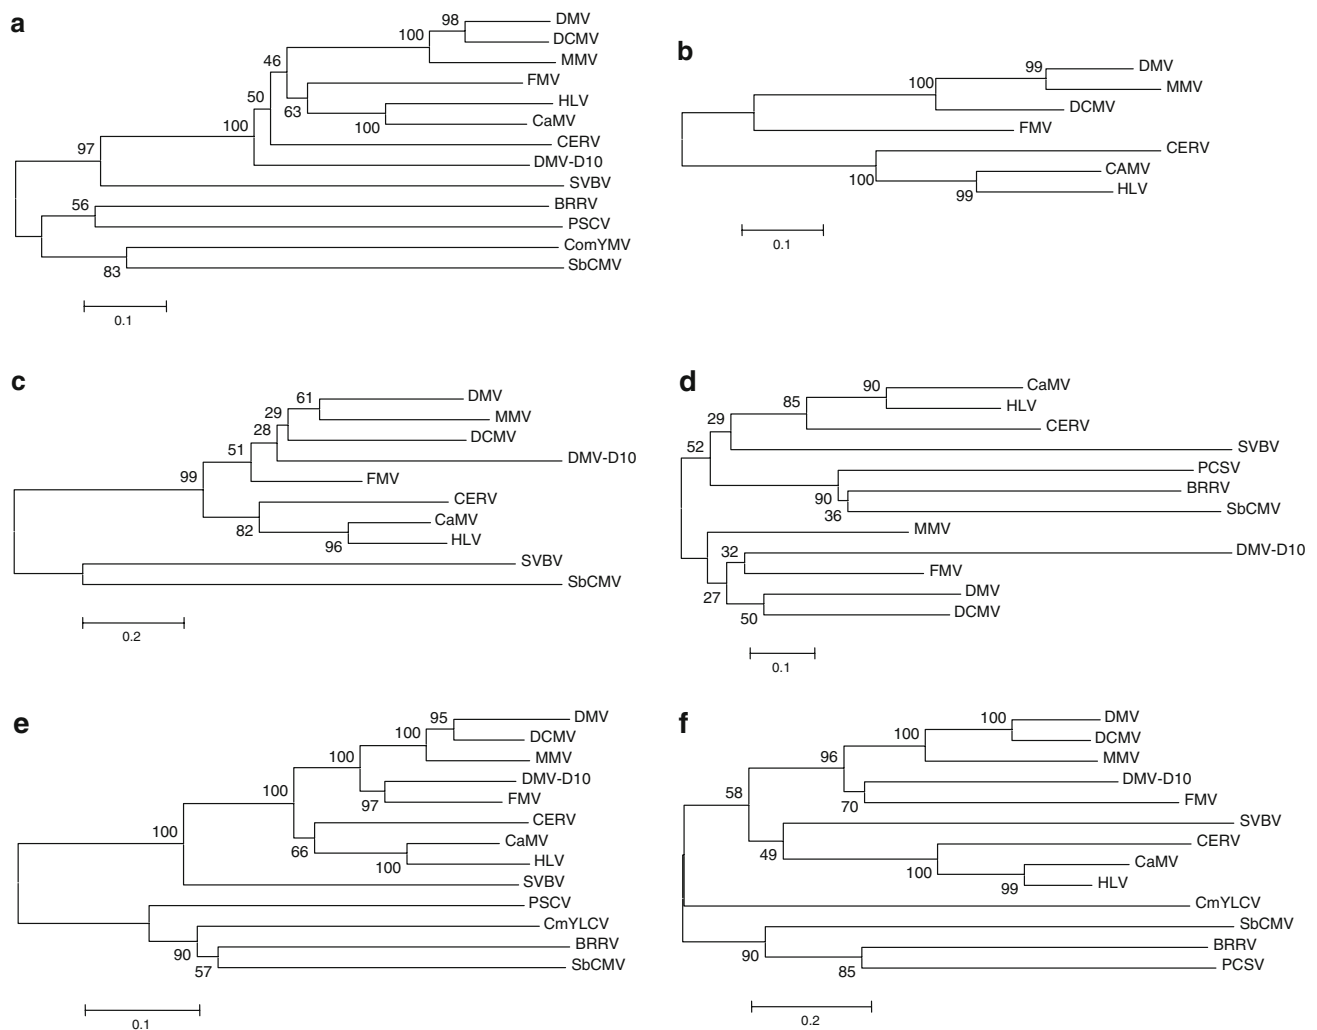 a
98
DMV
DCMV
100
MMV
46
FMV
50
63
HLV
100
CaMV
100
CERV
97
DMV-D10
SVBV
56
BRRV
PSCV
ComYMV
83
SbCMV
0.1
b
99
DMV
100
MMV
DCMV
FMV
CERV
100
CAMV
99
HLV
0.1
c
61
DMV
29
MMV
28
DCMV
51
DMV-D10
99
FMV
CERV
82
CaMV
96
HLV
SVBV
SbCMV
0.2
d
90
CaMV
85
HLV
29
CERV
52
SVBV
PCSV
90
BRRV
36
SbCMV
MMV
32
DMV-D10
FMV
27
DMV
50
DCMV
0.1
e
95
DMV
100
DCMV
100
MMV
DMV-D10
100
97
FMV
CERV
66
CaMV
100
HLV
100
SVBV
PSCV
CmYLCV
90
BRRV
57
SbCMV
0.1
f
100
DMV
100
DCMV
96
MMV
DMV-D10
58
70
FMV
SVBV
49
CERV
100
CaMV
99
HLV
CmYLCV
SbCMV
90
BRRV
85
PCSV
0.2